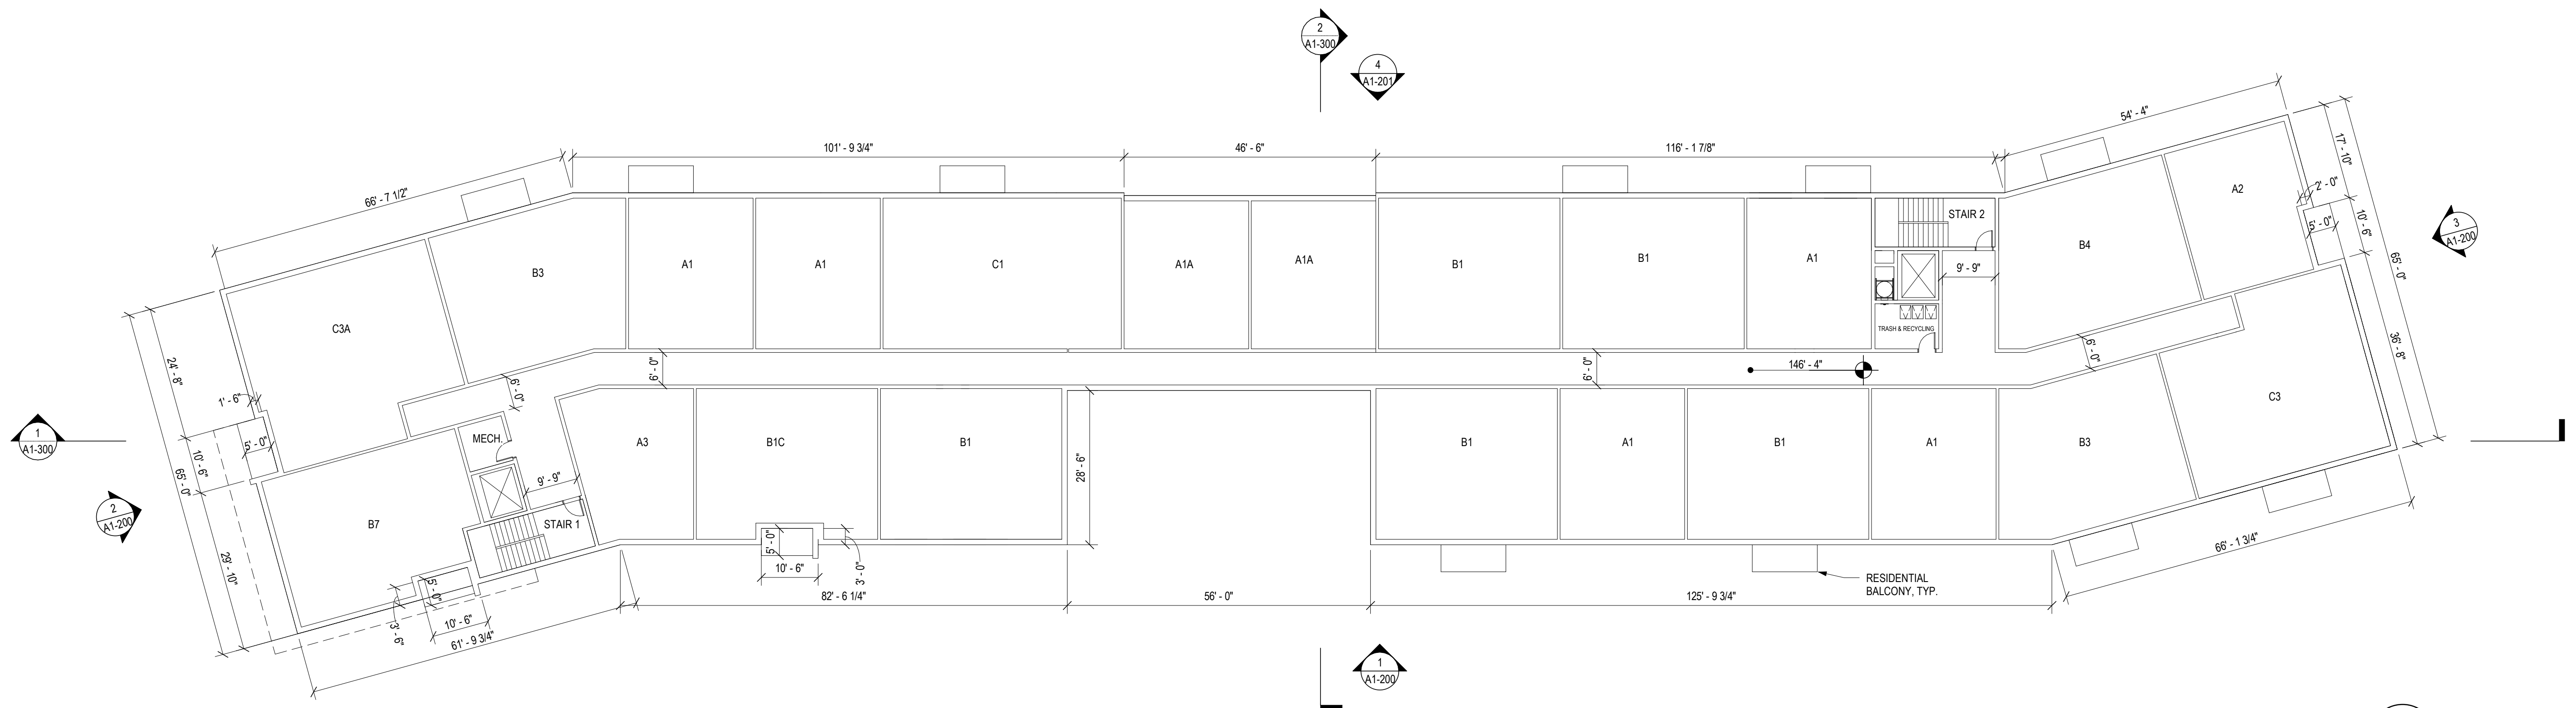 2
A1-300
4
A1-201
54' - 4"
17' - 10"
101' - 9 3/4"
46' - 6"
116' - 1 7/8"
66' - 7 1/2"
2' - 0"
5' - 0"
10' - 6"
65' - 0"
36' - 8"
3
A1-200
A2
B4
STAIR 2
9' - 9"
TRASH & RECYCLING
C3A
B3
A1
A1
C1
A1A
A1A
B1
B1
A1
6' - 0"
6' - 0"
6' - 0"
6' - 0"
146' - 4"
24' - 8"
1' - 6"
5' - 0"
10' - 6"
65' - 0"
29' - 10"
1
A1-300
2
A1-200
MECH.
9' - 9"
STAIR 1
B7
A3
B1C
B1
28' - 6"
B1
A1
B1
A1
B3
C3
5' - 0"
10' - 6"
3' - 0"
5' - 0"
3' - 6"
10' - 6"
61' - 9 3/4"
82' - 6 1/4"
56' - 0"
125' - 9 3/4"
66' - 1 3/4"
RESIDENTIAL
BALCONY, TYP.
1
A1-200